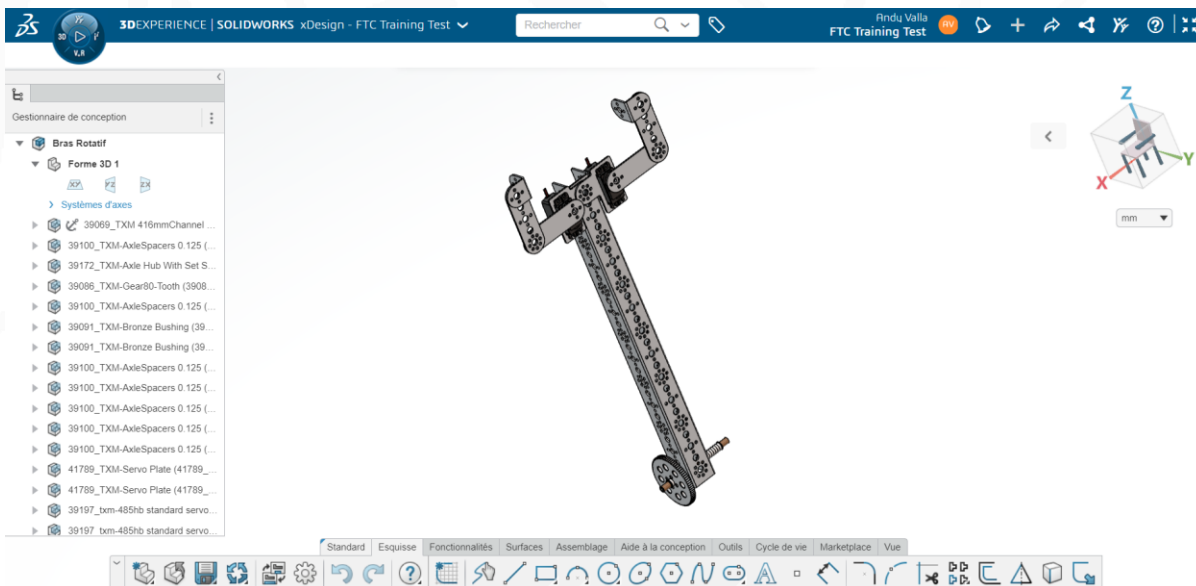 3DEXPERIENCE | SOLIDWORKS xDesign - FTC Training Test
Rechercher
Andy Valla
FTC Training Test
AV
3D
V.R
Gestionnaire de conception
Bras Rotatif
Forme 3D 1
XY YZ ZX
Systèmes d'axes
39069_TXM 416mmChannel ...
39100_TXM-AxleSpacers 0.125 (...
39172_TXM-Axle Hub With Set S...
39086_TXM-Gear80-Tooth (3908...
39100_TXM-AxleSpacers 0.125 (...
39091_TXM-Bronze Bushing (39...
39091_TXM-Bronze Bushing (39...
39100_TXM-AxleSpacers 0.125 (...
39100_TXM-AxleSpacers 0.125 (...
39100_TXM-AxleSpacers 0.125 (...
39100_TXM-AxleSpacers 0.125 (...
39100_TXM-AxleSpacers 0.125 (...
41789_TXM-Servo Plate (41789_...
41789_TXM-Servo Plate (41789_...
39197_txm-485hb standard servo...
39197_txm-485hb standard servo...
Z
Y
X
mm
Standard Esquisse Fonctionnalités Surfaces Assemblage Aide à la conception Outils Cycle de vie Marketplace Vue